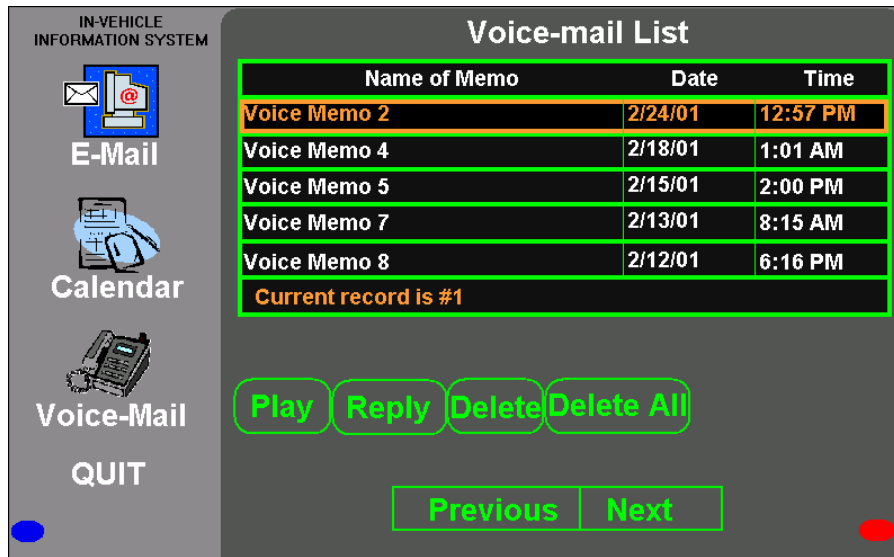 IN-VEHICLE
INFORMATION SYSTEM
@
E-Mail
Calendar
Voice-Mail
QUIT
Voice-mail List
Name of Memo Date Time
Voice Memo 2 2/24/01 12:57 PM
Voice Memo 4 2/18/01 1:01 AM
Voice Memo 5 2/15/01 2:00 PM
Voice Memo 7 2/13/01 8:15 AM
Voice Memo 8 2/12/01 6:16 PM
Current record is #1
Play Reply Delete Delete All
Previous Next